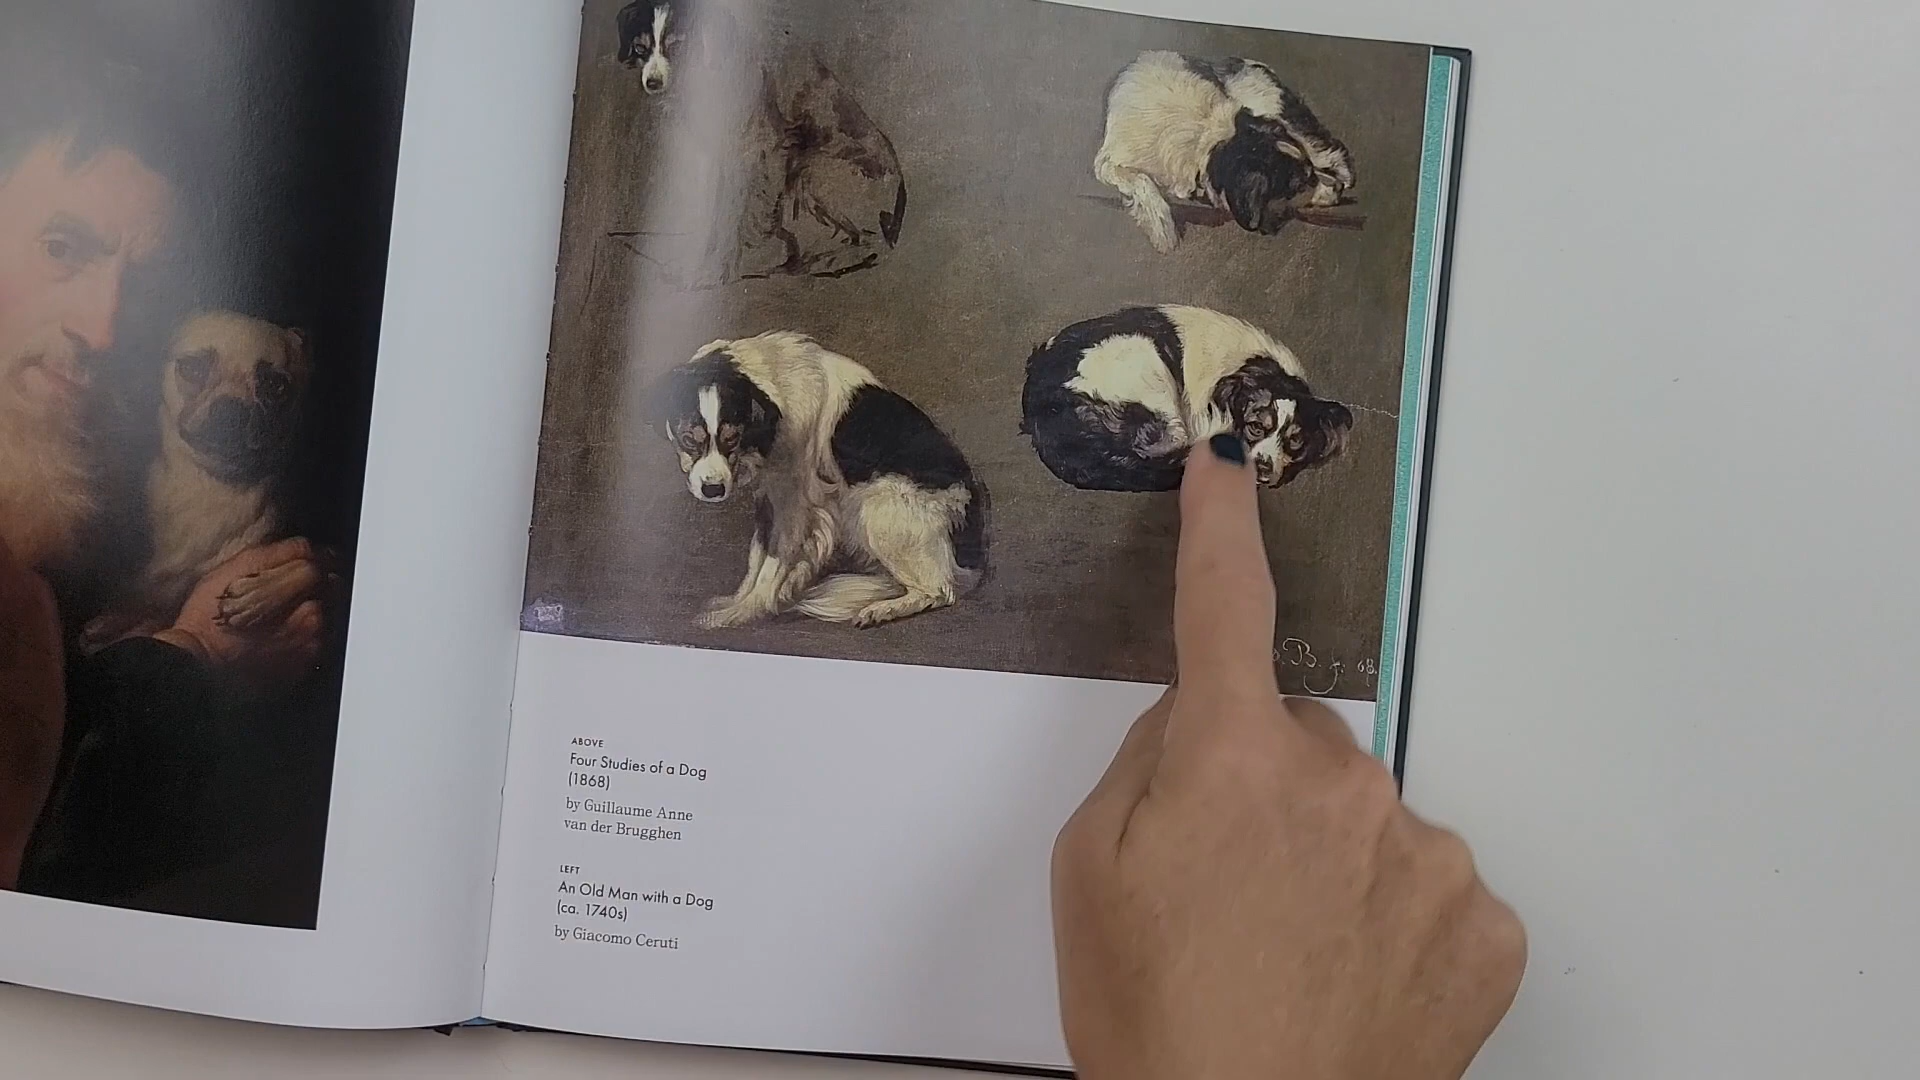 B. f. 68.
ABOVE
Four Studies of a Dog
(1868)
by Guillaume Anne
van der Brugghen
LEFT
An Old Man with a Dog
(ca. 1740s)
by Giacomo Ceruti